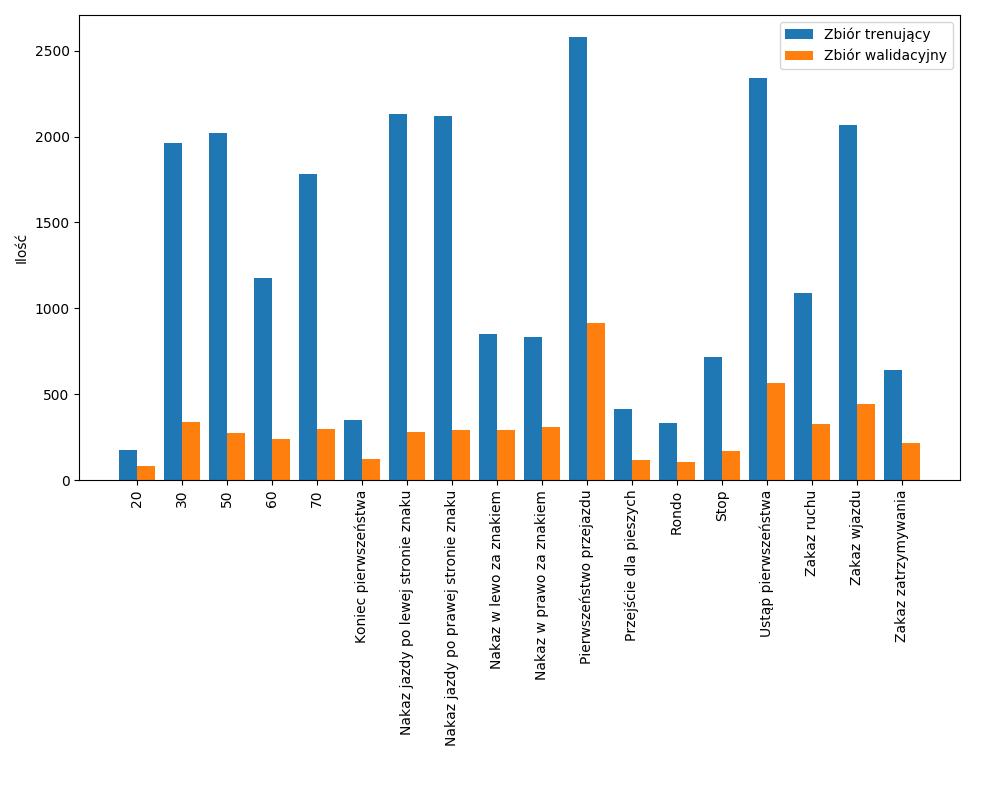 Zbiór trenujący
Zbiór walidacyjny
Ilość
2500
2000
1500
1000
500
0
20
30
50
60
70
Koniec pierwszeństwa
Nakaz jazdy po lewej stronie znaku
Nakaz jazdy po prawej stronie znaku
Nakaz w lewo za znakiem
Nakaz w prawo za znakiem
Pierwszeństwo przejazdu
Przejście dla pieszych
Rondo
Stop
Ustąp pierwszeństwa
Zakaz ruchu
Zakaz wjazdu
Zakaz zatrzymywania